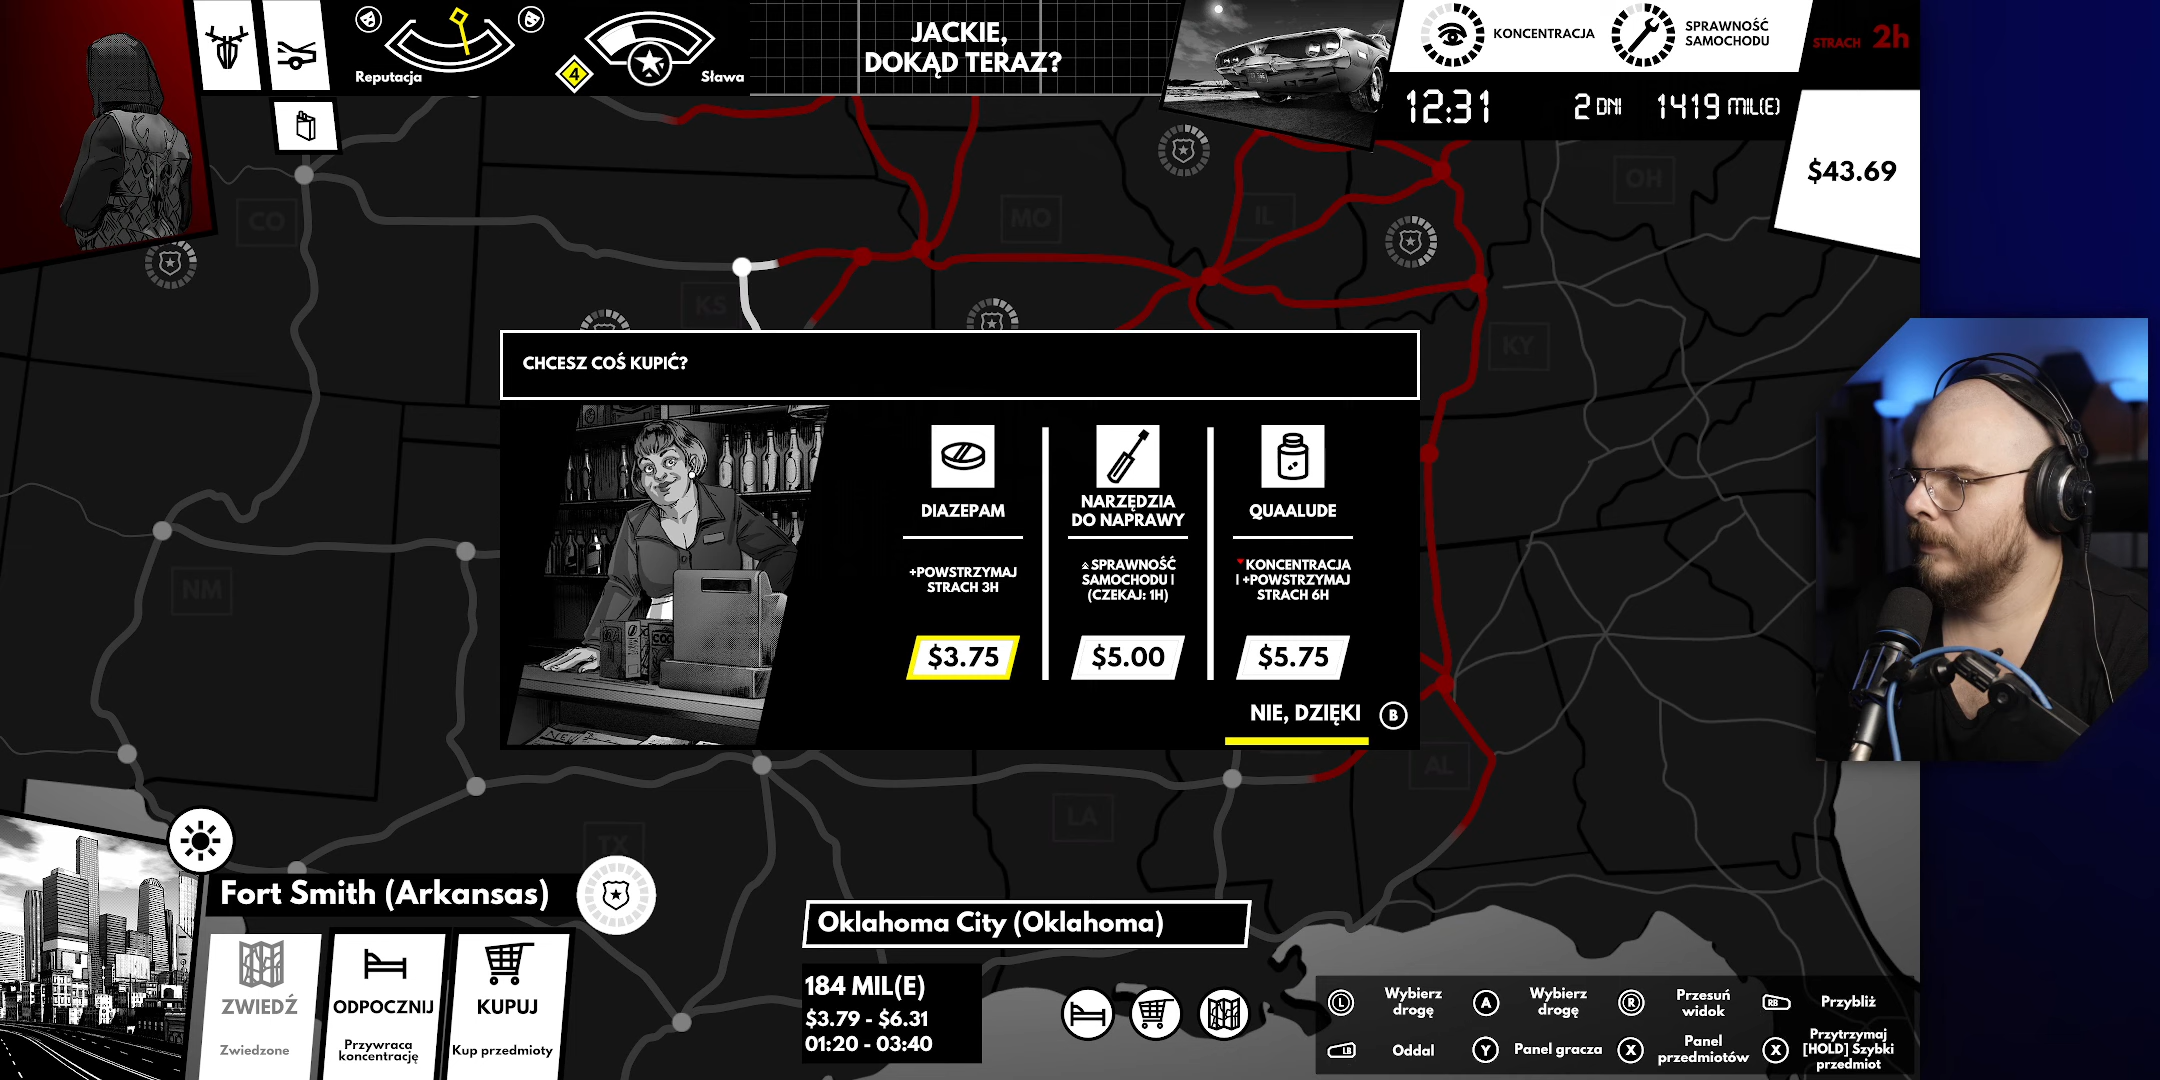 Reputacja
4
Sława
JACKIE,
DOKĄD TERAZ?
KONCENTRACJA
SPRAWNOŚĆ
SAMOCHODU
STRACH 2h
12:31
2 DNI
1419 MIL(E)
$43.69
CO
MO
IL
OH
KS
KY
NM
TX
LA
AL
CHCESZ COŚ KUPIĆ?
DIAZEPAM
+POWSTRZYMAJ
STRACH 3H
$3.75
NARZĘDZIA
DO NAPRAWY
SPRAWNOŚĆ
SAMOCHODU |
(CZEKAJ: 1H)
$5.00
QUAALUDE
KONCENTRACJA
| +POWSTRZYMAJ
STRACH 6H
$5.75
NIE, DZIĘKI
B
Fort Smith (Arkansas)
ZWIEDŹ
Zwiedzone
ODPOCZNIJ
Przywraca
koncentrację
KUPUJ
Kup przedmioty
Oklahoma City (Oklahoma)
184 MIL(E)
$3.79 - $6.31
01:20 - 03:40
L
Wybierz
drogę
A
Wybierz
drogę
R
Przesuń
widok
RB
Przybliż
LB
Oddal
Y
Panel gracza
X
Panel
przedmiotów
X
Przytrzymaj
[HOLD] Szybki
przedmiot